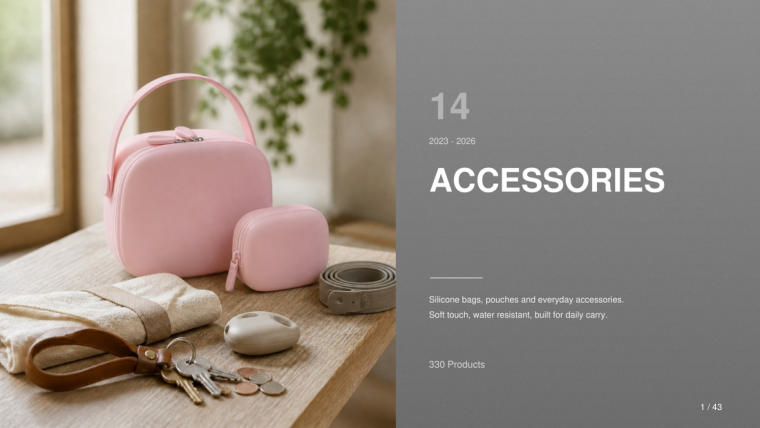 14
2023 - 2026
ACCESSORIES
Silicone bags, pouches and everyday accessories.
Soft touch, water resistant, built for daily carry.
330 Products
1 / 43